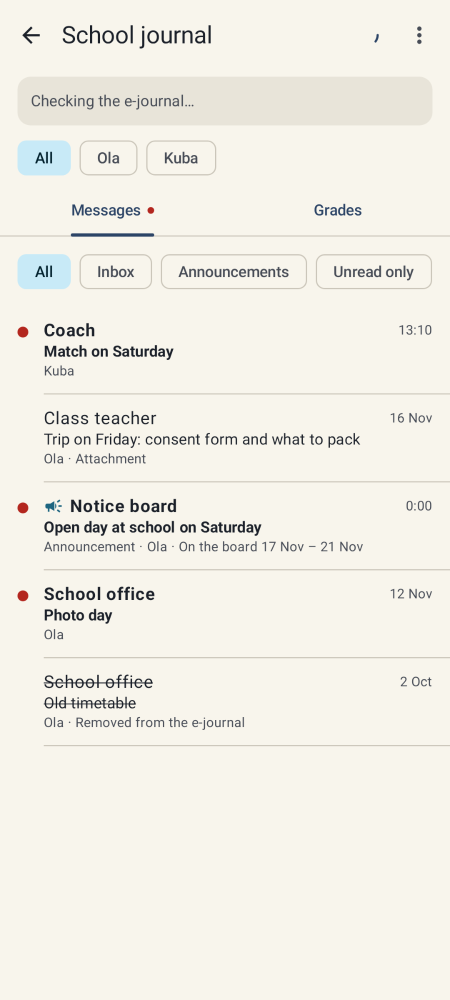 School journal
Checking the e-journal…
All
Ola
Kuba
Messages
Grades
All
Inbox
Announcements
Unread only
Coach
13:10
Match on Saturday
Kuba
Class teacher
16 Nov
Trip on Friday: consent form and what to pack
Ola · Attachment
Notice board
0:00
Open day at school on Saturday
Announcement · Ola · On the board 17 Nov – 21 Nov
School office
12 Nov
Photo day
Ola
School office
2 Oct
Old timetable
Ola · Removed from the e-journal